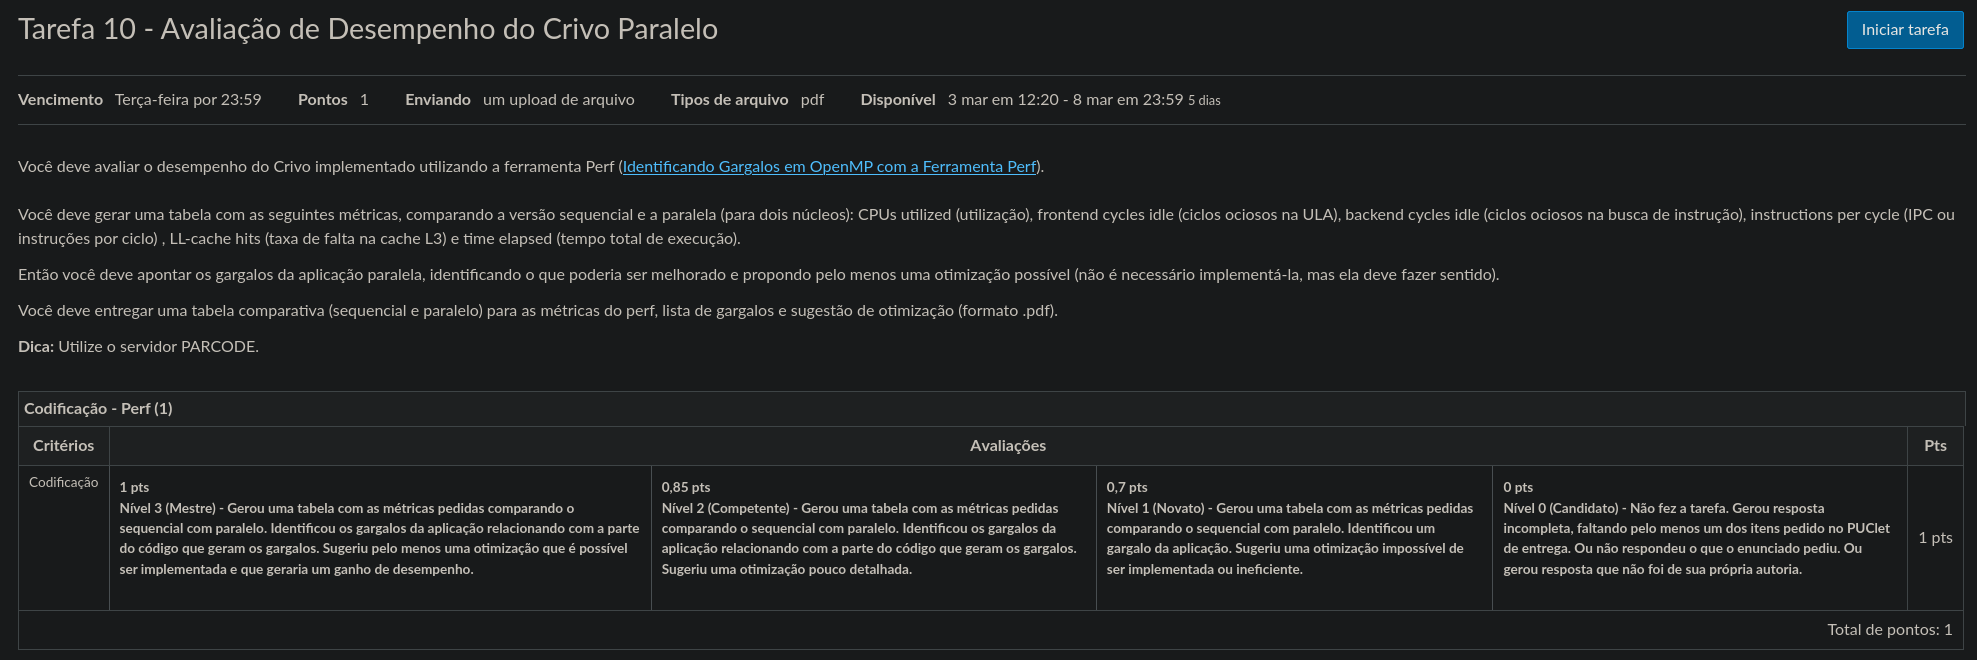 Tarefa 10 - Avaliação de Desempenho do Crivo Paralelo
Iniciar tarefa
Vencimento Terça-feira por 23:59 Pontos 1 Enviando um upload de arquivo Tipos de arquivo pdf Disponível 3 mar em 12:20 - 8 mar em 23:59 5 dias
Você deve avaliar o desempenho do Crivo implementado utilizando a ferramenta Perf (Identificando Gargalos em OpenMP com a Ferramenta Perf).
Você deve gerar uma tabela com as seguintes métricas, comparando a versão sequencial e a paralela (para dois núcleos): CPUs utilized (utilização), frontend cycles idle (ciclos ociosos na ULA), backend cycles idle (ciclos ociosos na busca de instrução), instructions per cycle (IPC ou
instruções por ciclo) , LL-cache hits (taxa de falta na cache L3) e time elapsed (tempo total de execução).
Então você deve apontar os gargalos da aplicação paralela, identificando o que poderia ser melhorado e propondo pelo menos uma otimização possível (não é necessário implementá-la, mas ela deve fazer sentido).
Você deve entregar uma tabela comparativa (sequencial e paralelo) para as métricas do perf, lista de gargalos e sugestão de otimização (formato .pdf).
Dica: Utilize o servidor PARCODE.
Codificação - Perf (1)
Critérios
Avaliações
Pts
Codificação
1 pts
Nível 3 (Mestre) - Gerou uma tabela com as métricas pedidas comparando o
sequencial com paralelo. Identificou os gargalos da aplicação relacionando com a parte
do código que geram os gargalos. Sugeriu pelo menos uma otimização que é possível
ser implementada e que geraria um ganho de desempenho.
0,85 pts
Nível 2 (Competente) - Gerou uma tabela com as métricas pedidas
comparando o sequencial com paralelo. Identificou os gargalos da
aplicação relacionando com a parte do código que geram os gargalos.
Sugeriu uma otimização pouco detalhada.
0,7 pts
Nível 1 (Novato) - Gerou uma tabela com as métricas pedidas
comparando o sequencial com paralelo. Identificou um
gargalo da aplicação. Sugeriu uma otimização impossível de
ser implementada ou ineficiente.
0 pts
Nível 0 (Candidato) - Não fez a tarefa. Gerou resposta
incompleta, faltando pelo menos um dos itens pedido no PUClet
de entrega. Ou não respondeu o que o enunciado pediu. Ou
gerou resposta que não foi de sua própria autoria.
1 pts
Total de pontos: 1